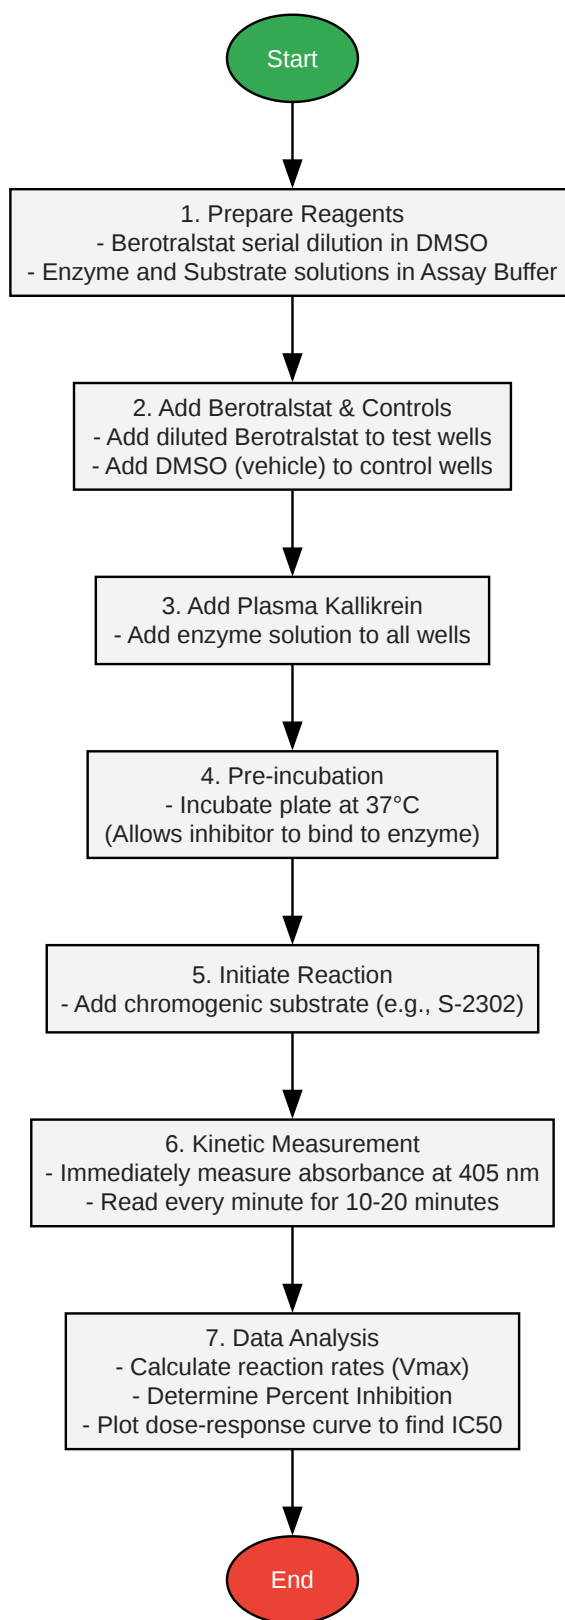 Start
1. Prepare Reagents
- Berotralstat serial dilution in DMSO
- Enzyme and Substrate solutions in Assay Buffer
2. Add Berotralstat & Controls
- Add diluted Berotralstat to test wells
- Add DMSO (vehicle) to control wells
3. Add Plasma Kallikrein
- Add enzyme solution to all wells
4. Pre-incubation
- Incubate plate at 37°C
(Allows inhibitor to bind to enzyme)
5. Initiate Reaction
- Add chromogenic substrate (e.g., S-2302)
6. Kinetic Measurement
- Immediately measure absorbance at 405 nm
- Read every minute for 10-20 minutes
7. Data Analysis
- Calculate reaction rates (Vmax)
- Determine Percent Inhibition
- Plot dose-response curve to find IC50
End